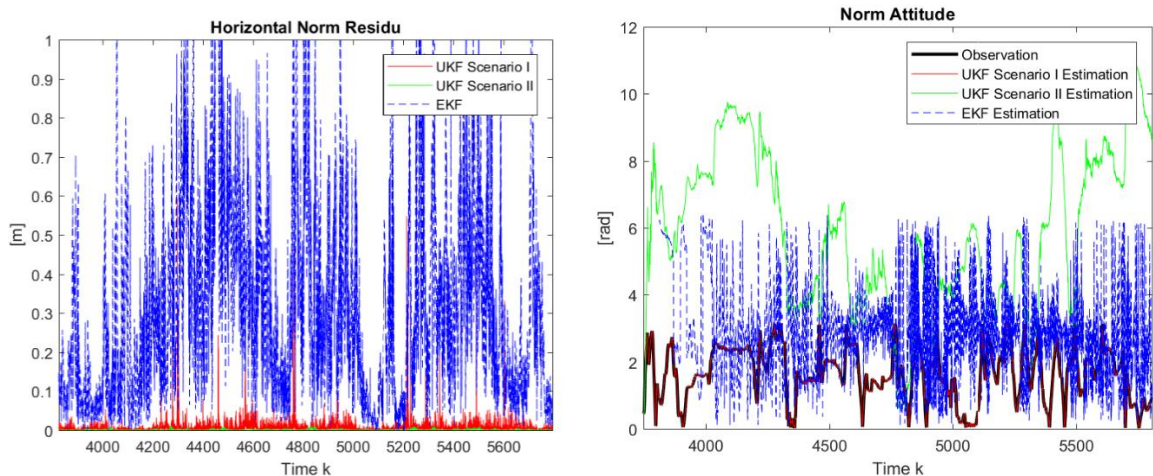 Horizontal Norm Residu
1
0.9
0.8
0.7
0.6
0.5
0.4
0.3
0.2
0.1
0
[m]
4000 4200 4400 4600 4800 5000 5200 5400 5600
Time k
UKF Scenario I
UKF Scenario II
EKF
Norm Attitude
12
10
8
6
4
2
0
[rad]
4000 4500 5000 5500
Time k
Observation
UKF Scenario I Estimation
UKF Scenario II Estimation
EKF Estimation